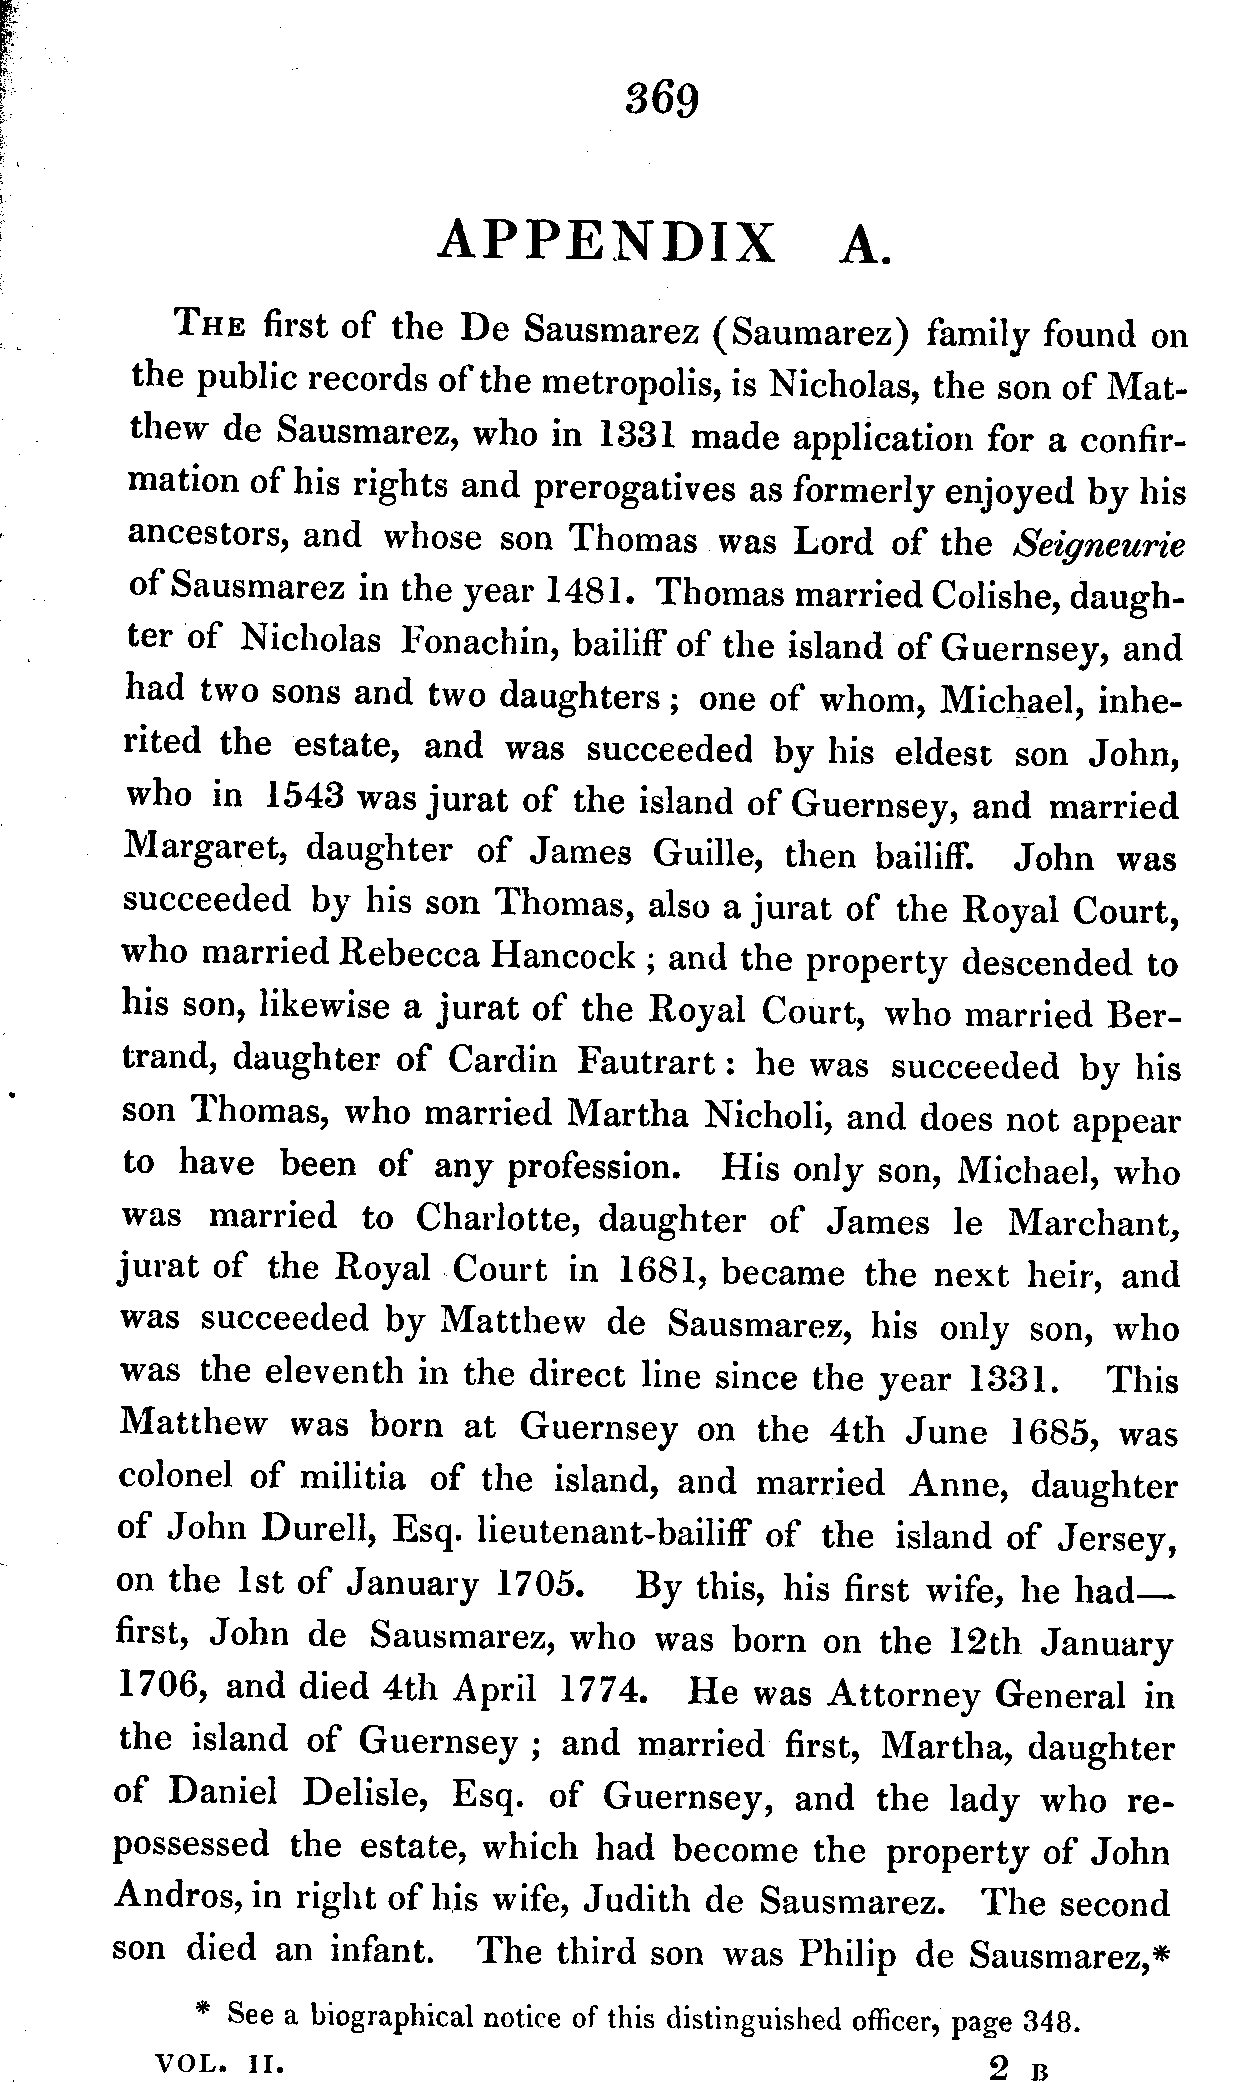 369
APPENDIX A.
THE first of the De Sausmarez (Saumarez) family found on
the public records of the metropolis, is Nicholas, the son of Mat-
thew de Sausmarez, who in 1331 made application for a confir-
mation of his rights and prerogatives as formerly enjoyed by his
ancestors, and whose son Thomas was Lord of the Seigneurie
of Sausmarez in the year 1481. Thomas married Colishe, daugh-
ter of Nicholas Fonachin, bailiff of the island of Guernsey, and
had two sons and two daughters; one of whom, Michael, inhe-
rited the estate, and was succeeded by his eldest son John,
who in 1543 was jurat of the island of Guernsey, and married
Margaret, daughter of James Guille, then bailiff. John was
succeeded by his son Thomas, also a jurat of the Royal Court,
who married Rebecca Hancock; and the property descended to
his son, likewise a jurat of the Royal Court, who married Ber-
trand, daughter of Cardin Fautrart: he was succeeded by his
son Thomas, who married Martha Nicholi, and does not appear
to have been of any profession. His only son, Michael, who
was married to Charlotte, daughter of James le Marchant,
jurat of the Royal Court in 1681, became the next heir, and
was succeeded by Matthew de Sausmarez, his only son, who
was the eleventh in the direct line since the year 1331. This
Matthew was born at Guernsey on the 4th June 1685, was
colonel of militia of the island, and married Anne, daughter
of John Durell, Esq. lieutenant-bailiff of the island of Jersey,
on the 1st of January 1705. By this, his first wife, he had—
first, John de Sausmarez, who was born on the 12th January
1706, and died 4th April 1774. He was Attorney General in
the island of Guernsey; and married first, Martha, daughter
of Daniel Delisle, Esq. of Guernsey, and the lady who re-
possessed the estate, which had become the property of John
Andros, in right of his wife, Judith de Sausmarez. The second
son died an infant. The third son was Philip de Sausmarez,*
* See a biographical notice of this distinguished officer, page 348.
VOL. II. 2 B